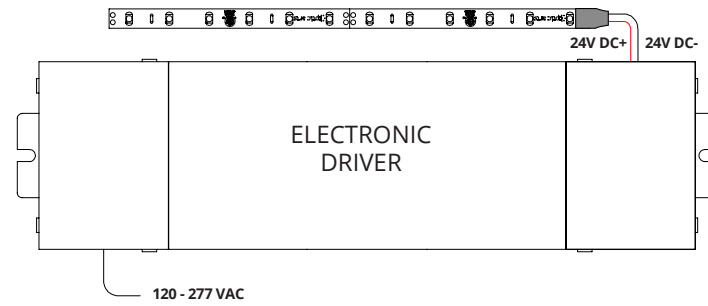 24V DC+ 24V DC-
ELECTRONIC
DRIVER
120 - 277 VAC